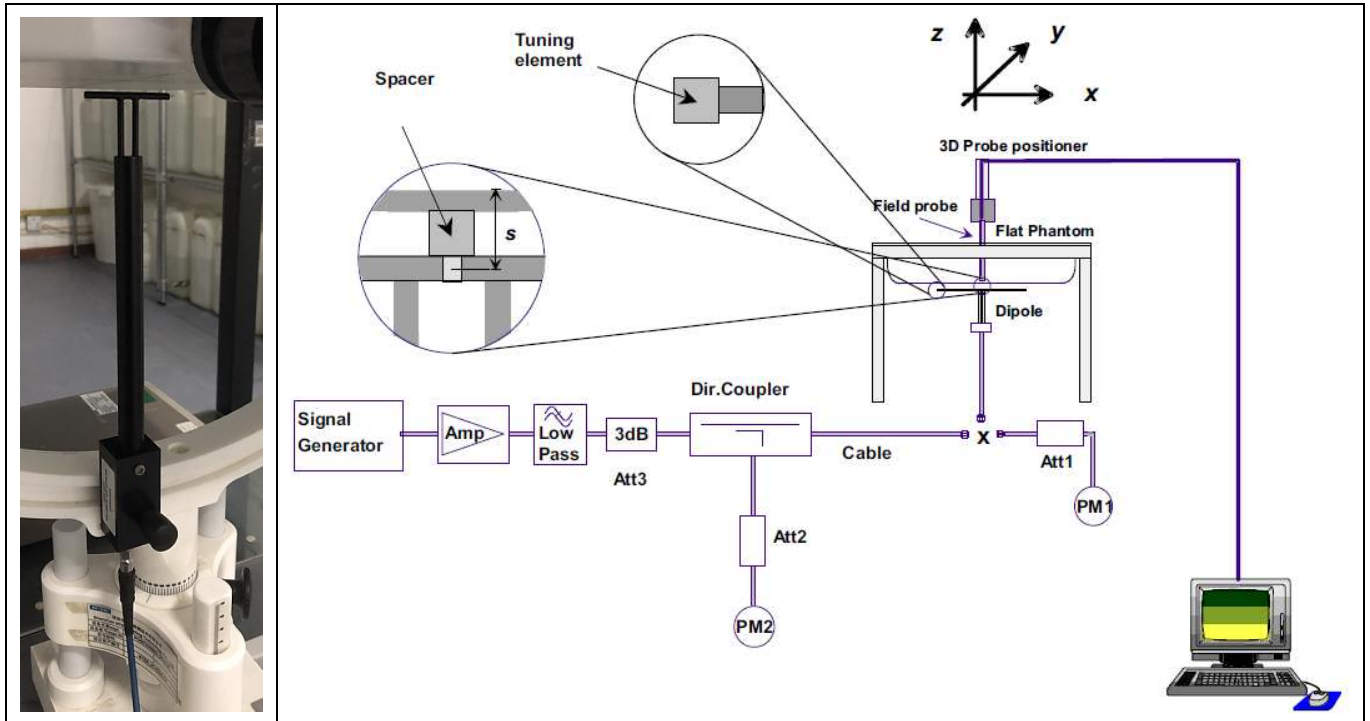 Tuning
element
Spacer
s
z
y
x
3D Probe positioner
Field probe
Flat Phantom
Dipole
Dir.Coupler
Signal
Generator
Amp
Low
Pass
3dB
Att3
Cable
X
Att1
PM1
Att2
PM2